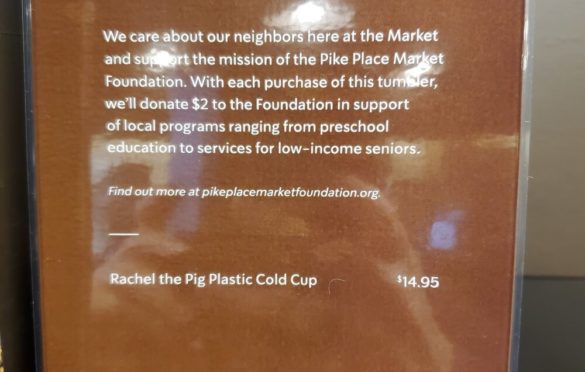 We care about our neighbors here at the Market
and support the mission of the Pike Place Market
Foundation. With each purchase of this tumbler,
we'll donate $2 to the Foundation in support
of local programs ranging from preschool
education to services for low-income seniors.
Find out more at pikeplacemarketfoundation.org.
Rachel the Pig Plastic Cold Cup $14.95